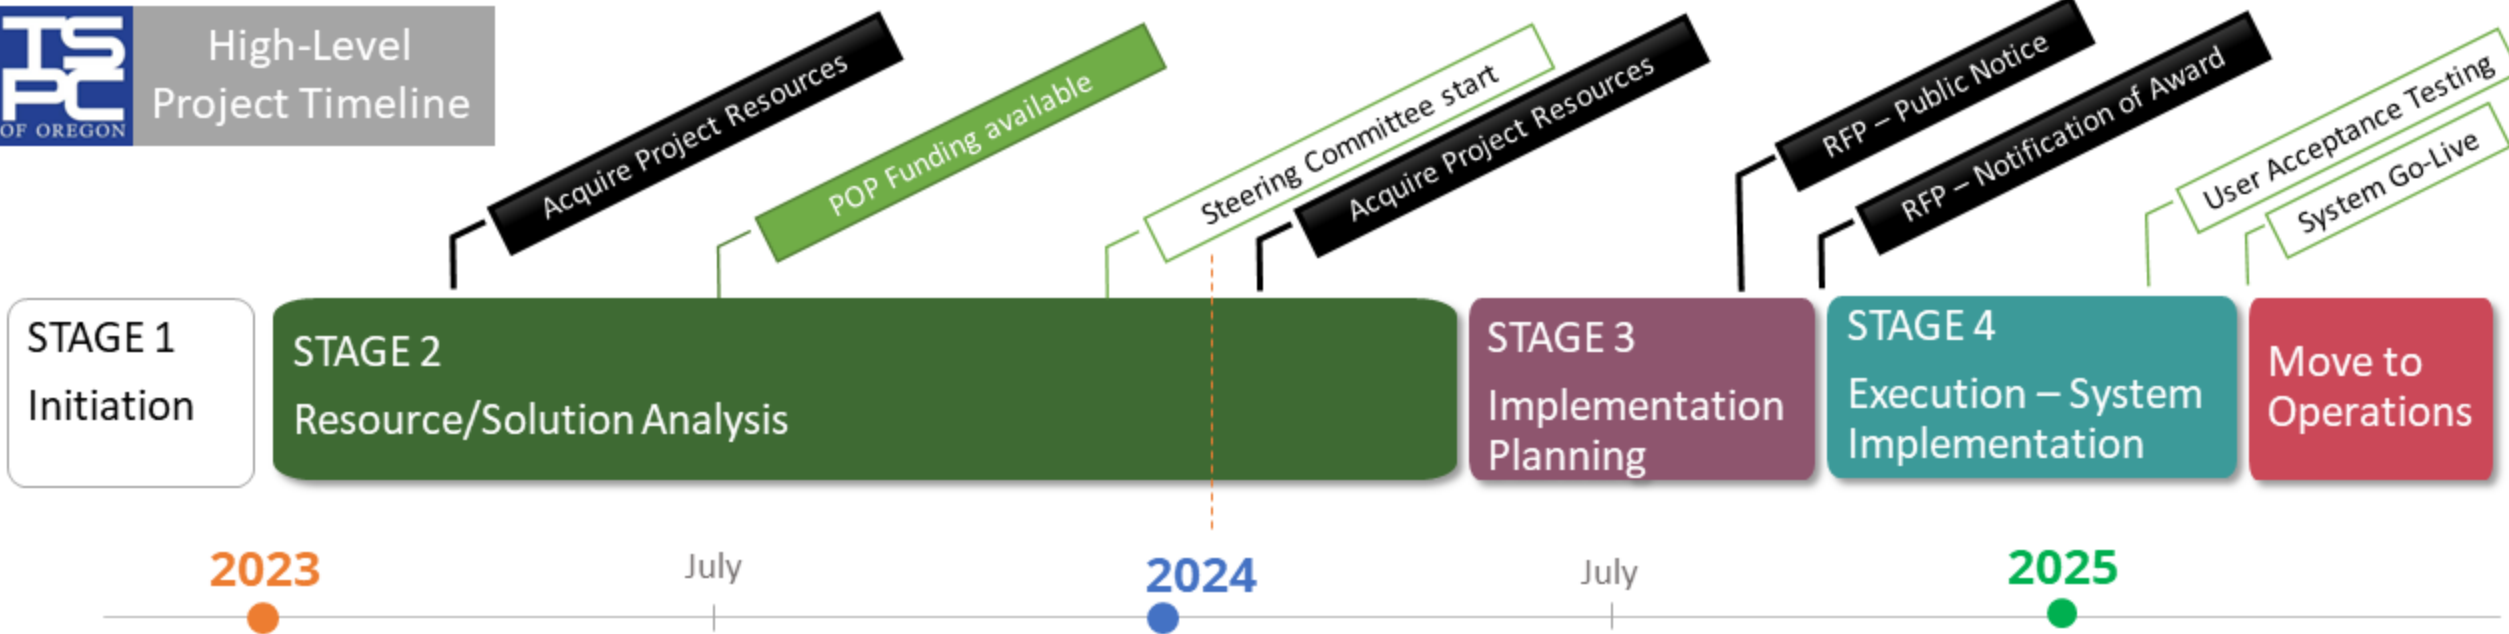 TS
PC
OF OREGON
High-Level
Project Timeline
Acquire Project Resources
POP Funding available
Steering Committee start
Acquire Project Resources
RFP – Public Notice
RFP – Notification of Award
User Acceptance Testing
System Go-Live
STAGE 1
Initiation
STAGE 2
Resource/Solution Analysis
STAGE 3
Implementation
Planning
STAGE 4
Execution – System
Implementation
Move to
Operations
2023
July
2024
July
2025